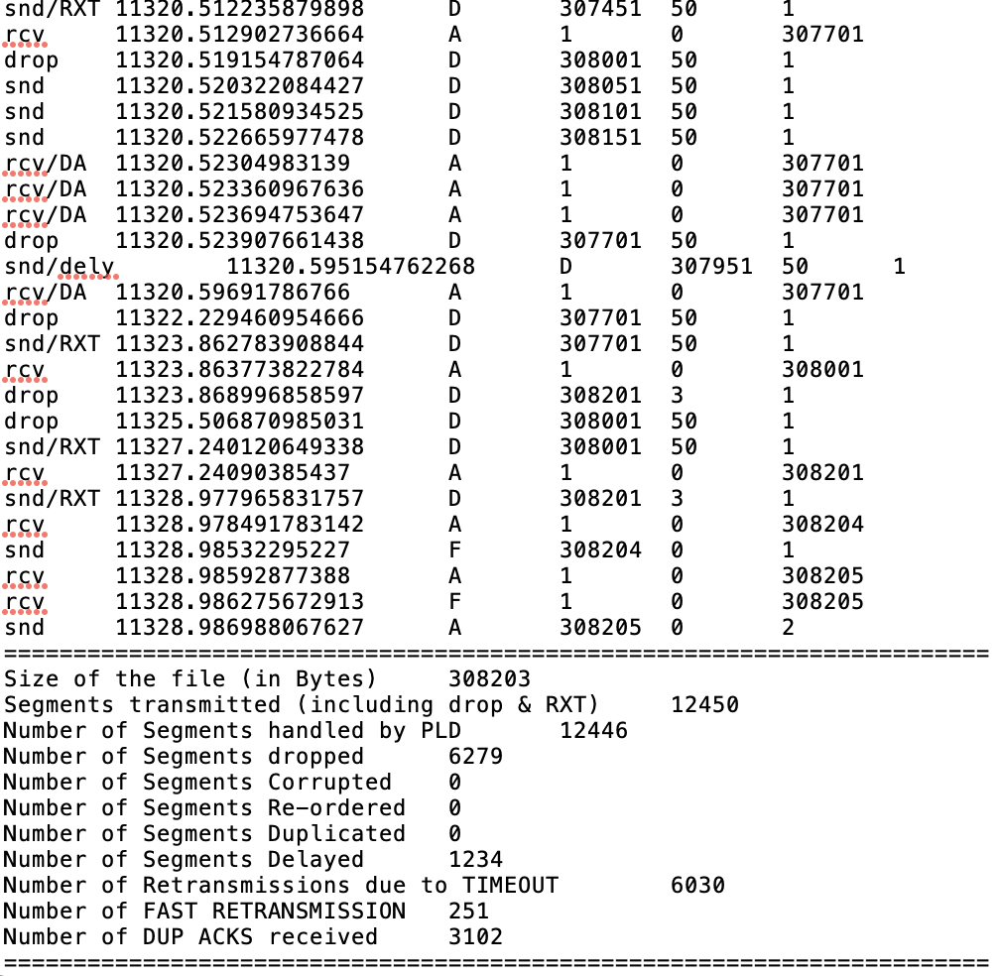 snd/RXT 11320.512235879898 D 307451 50 1
rcv 11320.512902736664 A 1 0 307701
drop 11320.519154787064 D 308001 50 1
snd 11320.520322084427 D 308051 50 1
snd 11320.521580934525 D 308101 50 1
snd 11320.522665977478 D 308151 50 1
rcv/DA 11320.52304983139 A 1 0 307701
rcv/DA 11320.523360967636 A 1 0 307701
rcv/DA 11320.523694753647 A 1 0 307701
drop 11320.523907661438 D 307701 50 1
snd/dely 11320.595154762268 D 307951 50 1
rcv/DA 11320.59691786766 A 1 0 307701
drop 11322.229460954666 D 307701 50 1
snd/RXT 11323.862783908844 D 307701 50 1
rcv 11323.863773822784 A 1 0 308001
drop 11323.868996858597 D 308201 3 1
drop 11325.506870985031 D 308001 50 1
snd/RXT 11327.240120649338 D 308001 50 1
rcv 11327.24090385437 A 1 0 308201
snd/RXT 11328.977965831757 D 308201 3 1
rcv 11328.978491783142 A 1 0 308204
snd 11328.98532295227 F 308204 0 1
rcv 11328.98592877388 A 1 0 308205
rcv 11328.986275672913 F 1 0 308205
snd 11328.986988067627 A 308205 0 2
=======================================================================
Size of the file (in Bytes) 308203
Segments transmitted (including drop & RXT) 12450
Number of Segments handled by PLD 12446
Number of Segments dropped 6279
Number of Segments Corrupted 0
Number of Segments Re-ordered 0
Number of Segments Duplicated 0
Number of Segments Delayed 1234
Number of Retransmissions due to TIMEOUT 6030
Number of FAST RETRANSMISSION 251
Number of DUP ACKS received 3102
=======================================================================